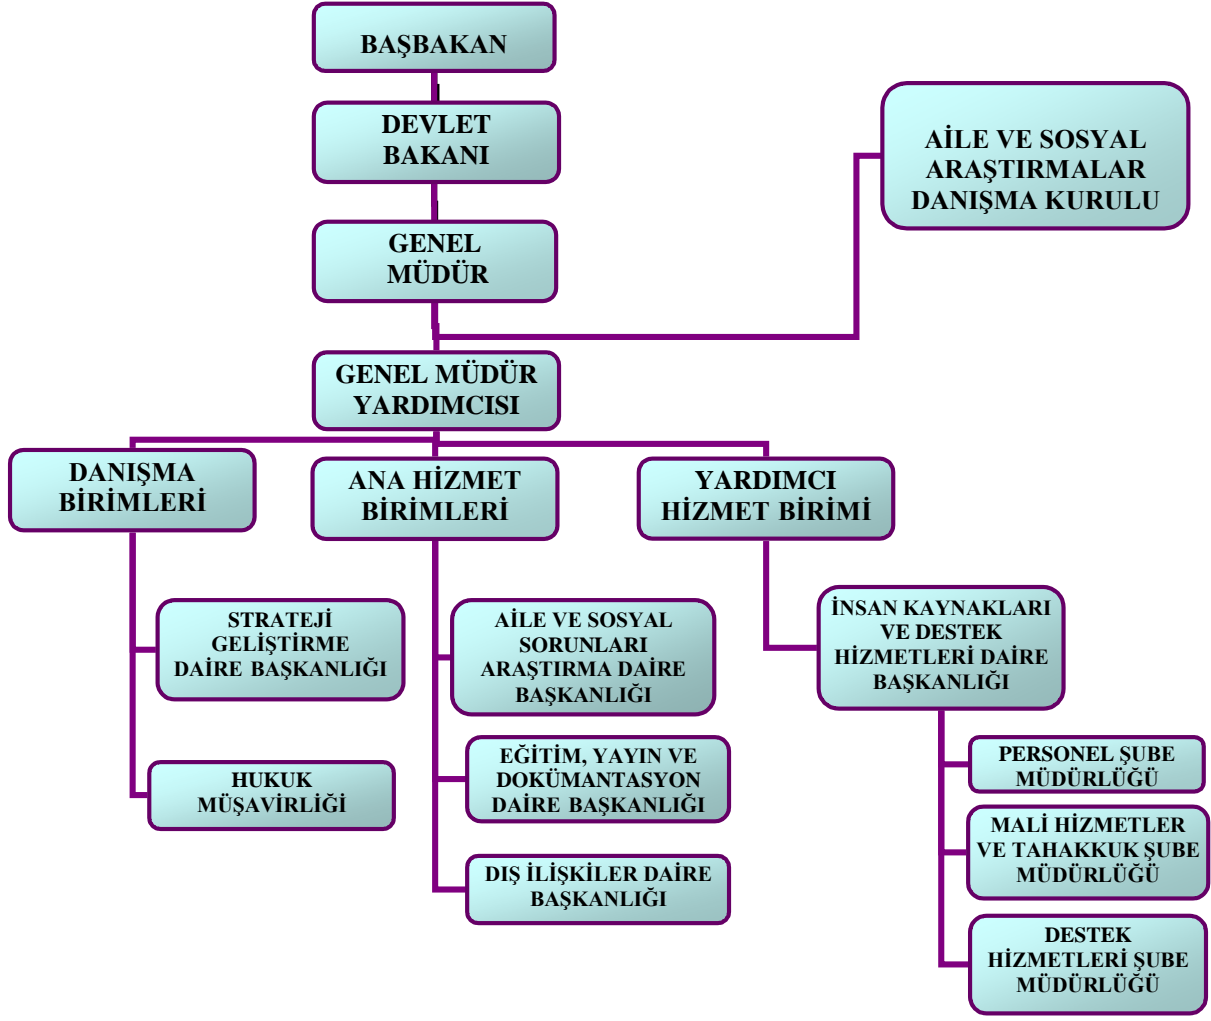 BAŞBAKAN
DEVLET
BAKANI
AİLE VE SOSYAL
ARAŞTIRMALAR
DANIŞMA KURULU
GENEL
MÜDÜR
GENEL MÜDÜR
YARDIMCISI
DANIŞMA
BİRİMLERİ
ANA HİZMET
BİRİMLERİ
YARDIMCI
HİZMET BİRİMİ
STRATEJİ
GELİŞTİRME
DAİRE BAŞKANLIĞI
HUKUK
MÜŞAVİRLİĞİ
AİLE VE SOSYAL
SORUNLARI
ARAŞTIRMA DAİRE
BAŞKANLIĞI
EĞİTİM, YAYIN VE
DOKÜMANTASYON
DAİRE BAŞKANLIĞI
DIŞ İLİŞKİLER DAİRE
BAŞKANLIĞI
İNSAN KAYNAKLARI
VE DESTEK
HİZMETLERİ DAİRE
BAŞKANLIĞI
PERSONEL ŞUBE
MÜDÜRLÜĞÜ
MALİ HİZMETLER
VE TAHAKKUK ŞUBE
MÜDÜRLÜĞÜ
DESTEK
HİZMETLERİ ŞUBE
MÜDÜRLÜĞÜ